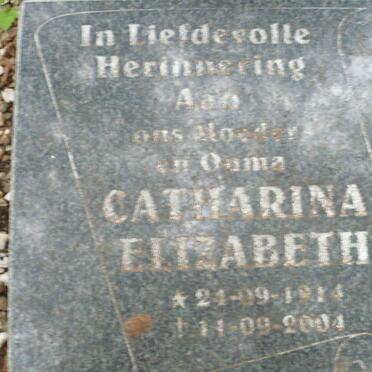 In Liefdevolle
Herinnering
Aan
ons Moeder
en Ouma
CATHARINA
ELIZABETH
★ 24-09-1914
† 11-09-2004